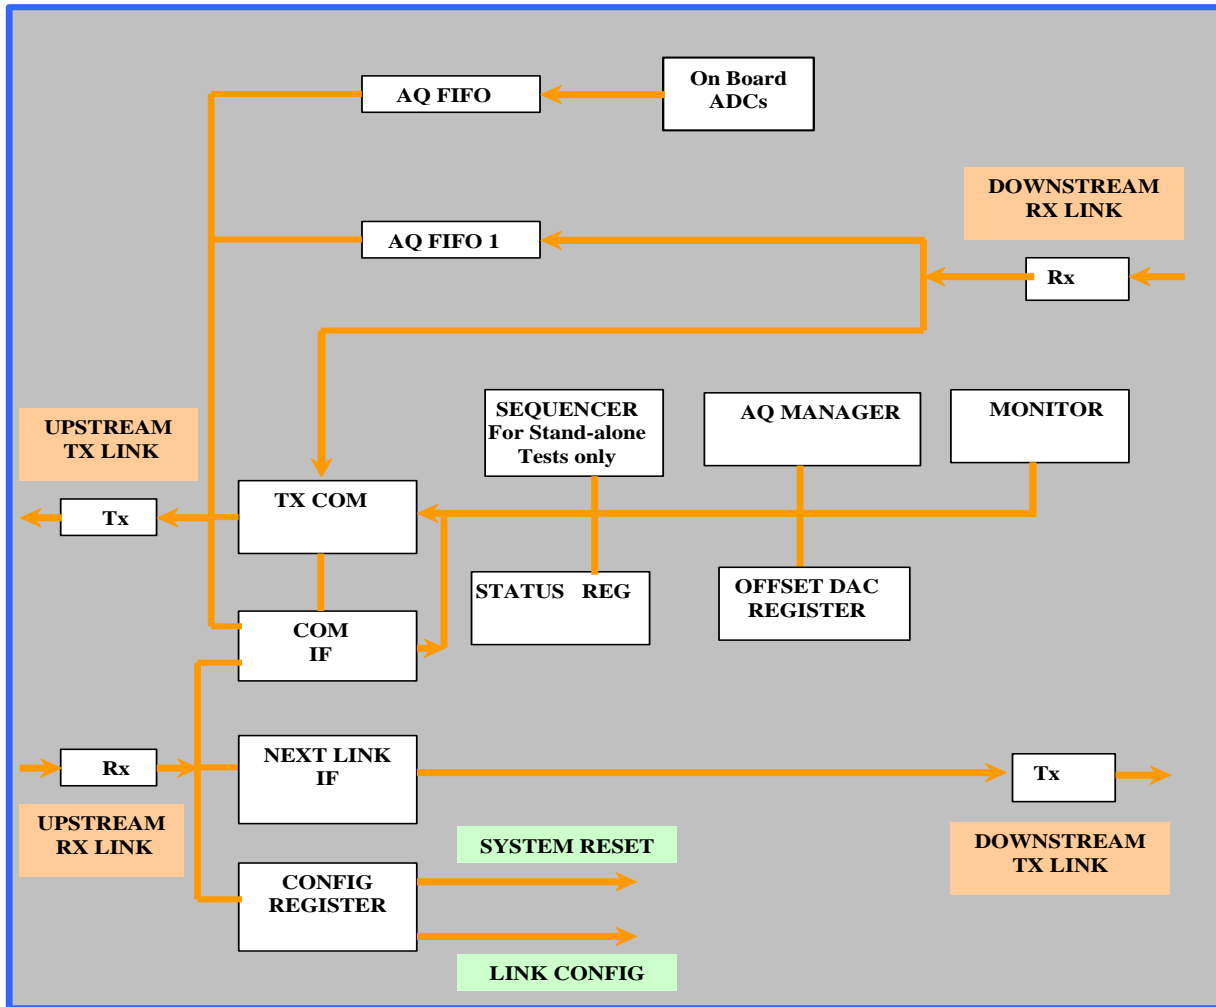 On Board
ADCs
AQ FIFO
DOWNSTREAM
RX LINK
AQ FIFO 1
Rx
SEQUENCER
For Stand-alone
Tests only
AQ MANAGER
MONITOR
UPSTREAM
TX LINK
TX COM
Tx
STATUS REG
OFFSET DAC
REGISTER
COM
IF
NEXT LINK
IF
Rx
Tx
UPSTREAM
RX LINK
SYSTEM RESET
DOWNSTREAM
TX LINK
CONFIG
REGISTER
LINK CONFIG